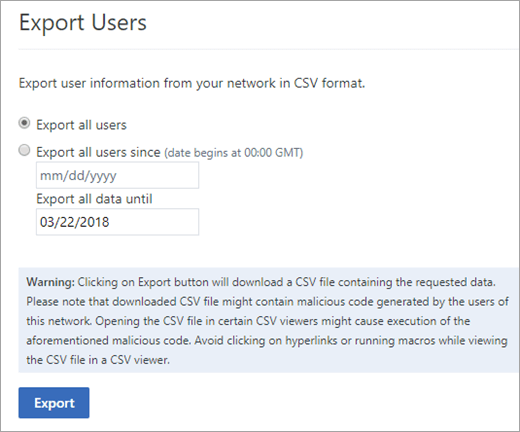 Export Users
Export user information from your network in CSV format.
Export all users
Export all users since (date begins at 00:00 GMT)
mm/dd/yyyy
Export all data until
03/22/2018
Warning: Clicking on Export button will download a CSV file containing the requested data.
Please note that downloaded CSV file might contain malicious code generated by the users of
this network. Opening the CSV file in certain CSV viewers might cause execution of the
aforementioned malicious code. Avoid clicking on hyperlinks or running macros while viewing
the CSV file in a CSV viewer.
Export